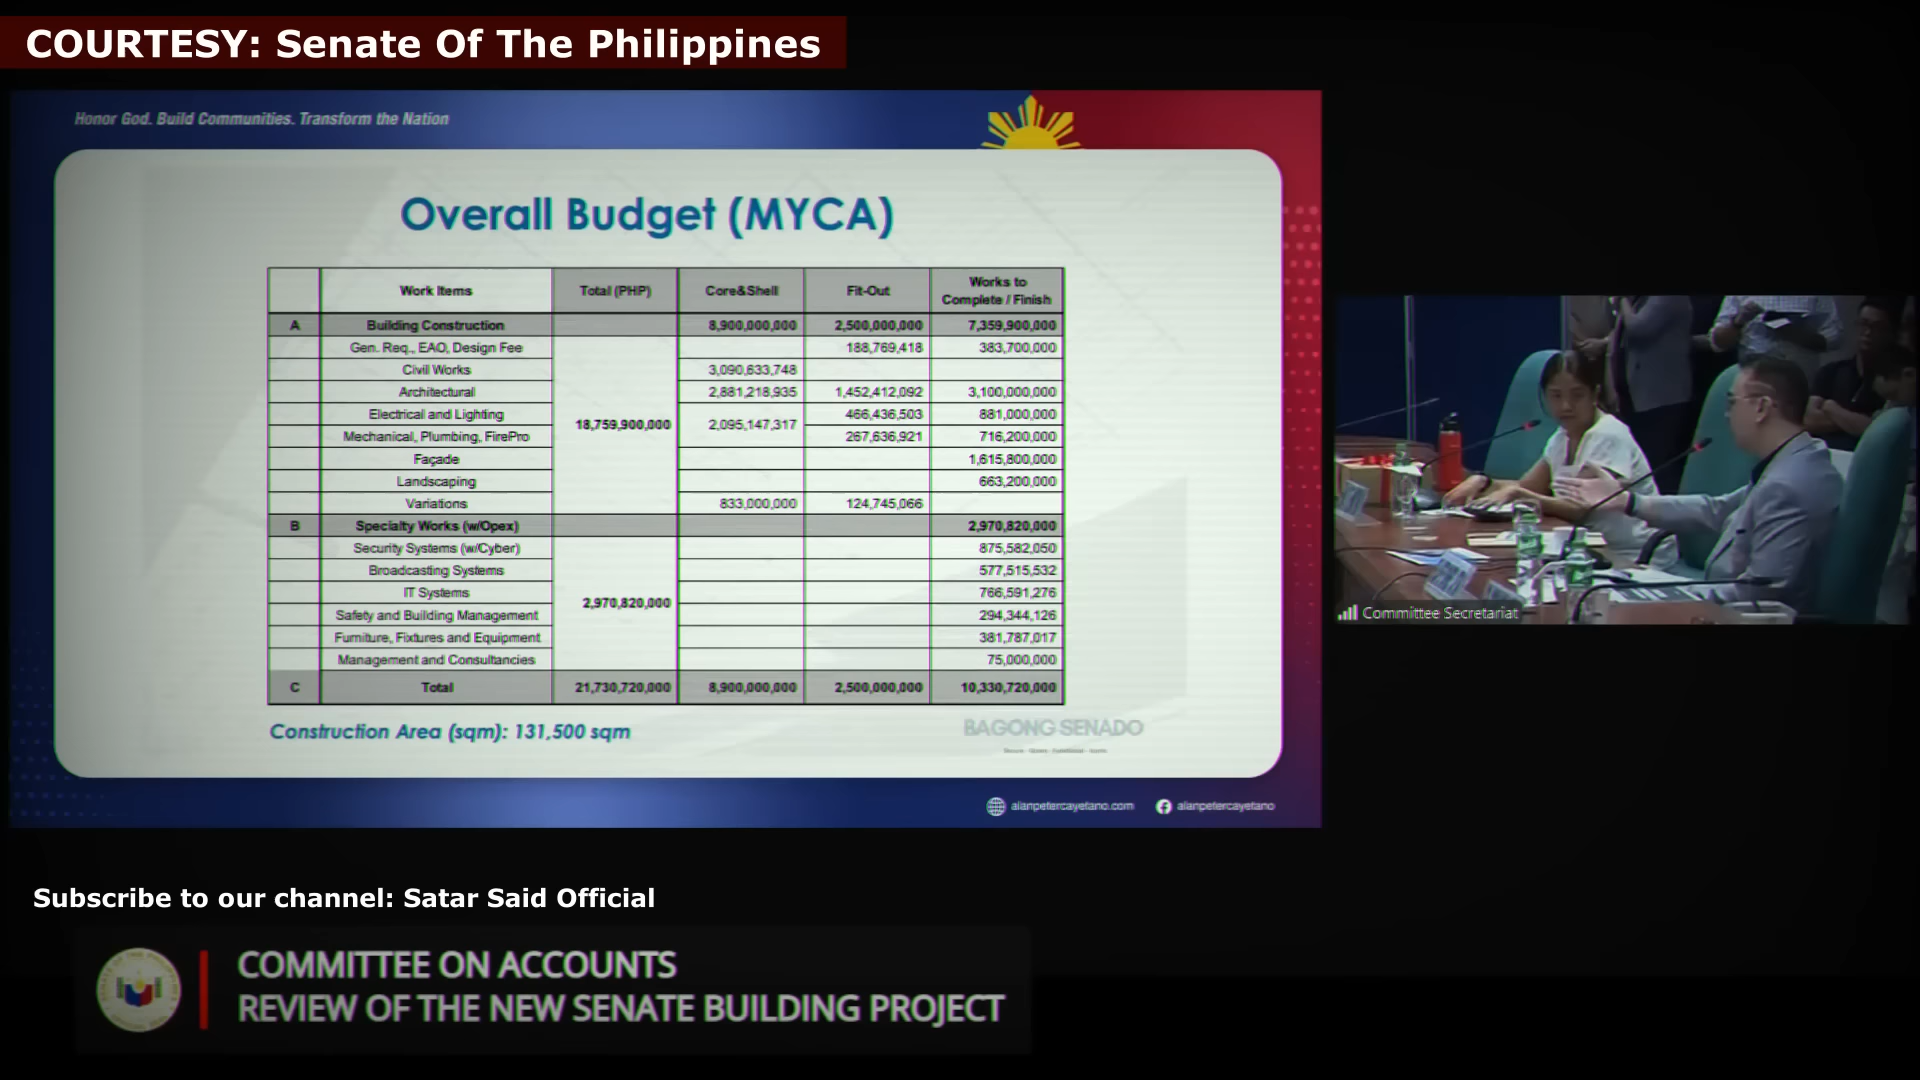 COURTESY: Senate Of The Philippines
Honor God. Build Communities. Transform the Nation
Overall Budget (MYCA)
Work Items Total (PHP) Core&Shell Fit-Out Works to Complete / Finish
A Building Construction 8,900,000,000 2,500,000,000 7,359,900,000
Gen. Req., EAO, Design Fee 188,769,418 383,700,000
Civil Works 3,090,633,748
Architectural 2,881,218,935 1,452,412,092 3,100,000,000
Electrical and Lighting 466,436,503 881,000,000
18,759,900,000 2,095,147,317
Mechanical, Plumbing, FirePro 267,636,921 716,200,000
Façade 1,615,800,000
Landscaping 663,200,000
Variations 833,000,000 124,745,066
B Specialty Works (w/Opex) 2,970,820,000
Security Systems (w/Cyber) 875,582,050
Broadcasting Systems 577,515,532
IT Systems 766,591,276
2,970,820,000
Safety and Building Management 294,344,126
Furniture, Fixtures and Equipment 381,787,017
Management and Consultancies 75,000,000
C Total 21,730,720,000 8,900,000,000 2,500,000,000 10,330,720,000
Construction Area (sqm): 131,500 sqm
BAGONG SENADO
alanpetercayetano.com alanpetercayetano
Committee Secretariat
Subscribe to our channel: Satar Said Official
COMMITTEE ON ACCOUNTS
REVIEW OF THE NEW SENATE BUILDING PROJECT